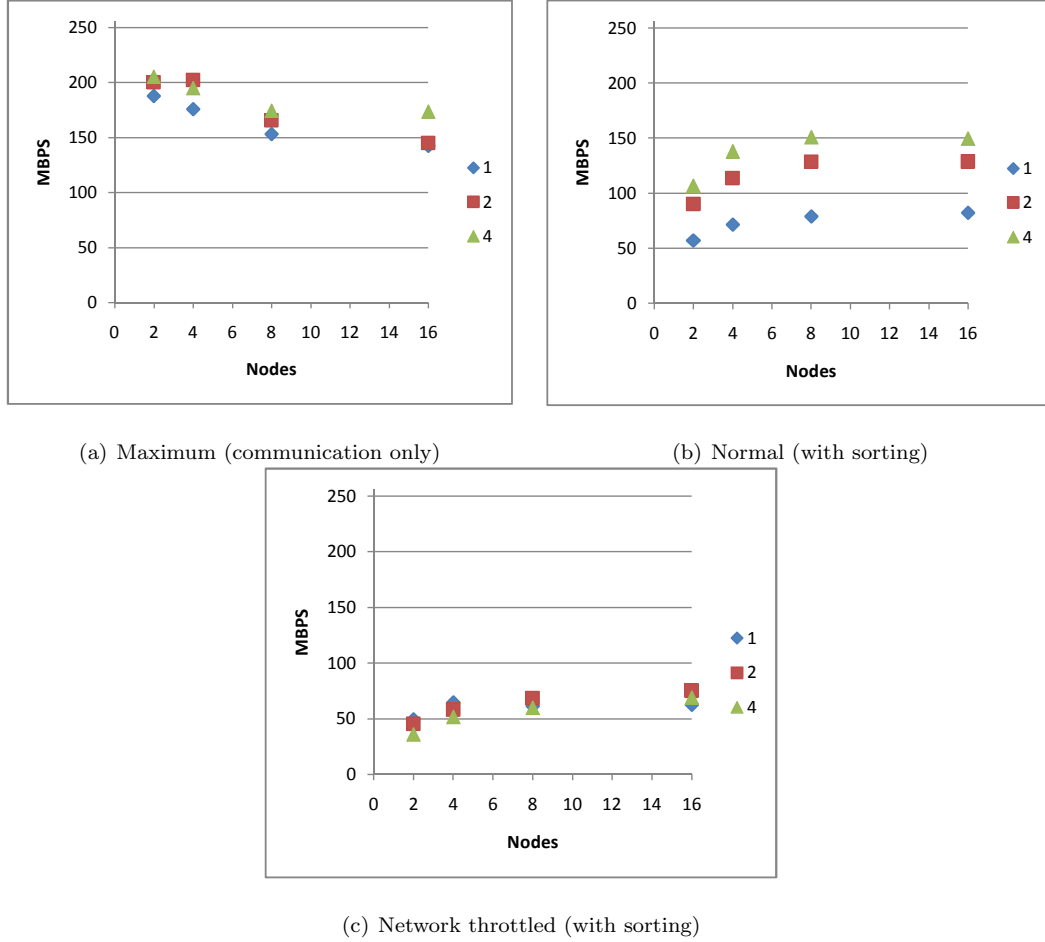 250
200
150
100
50
0
MBPS
0 2 4 6 8 10 12 14 16
Nodes
1
2
4
250
200
150
100
50
0
MBPS
0 2 4 6 8 10 12 14 16
Nodes
1
2
4
(a) Maximum (communication only)
(b) Normal (with sorting)
250
200
150
100
50
0
MBPS
0 2 4 6 8 10 12 14 16
Nodes
1
2
4
(c) Network throttled (with sorting)